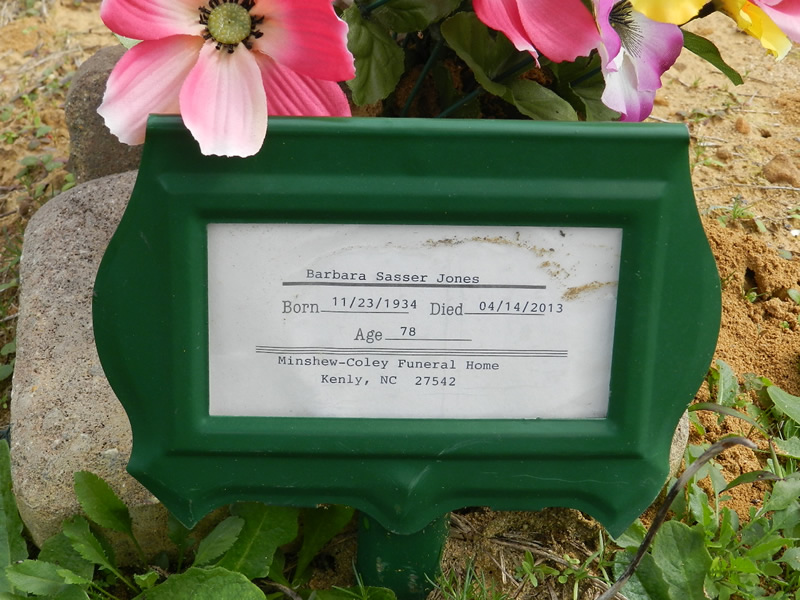 Barbara Sasser Jones
Born 11/23/1934 Died 04/14/2013
Age 78
Minshew-Coley Funeral Home
Kenly, NC 27542